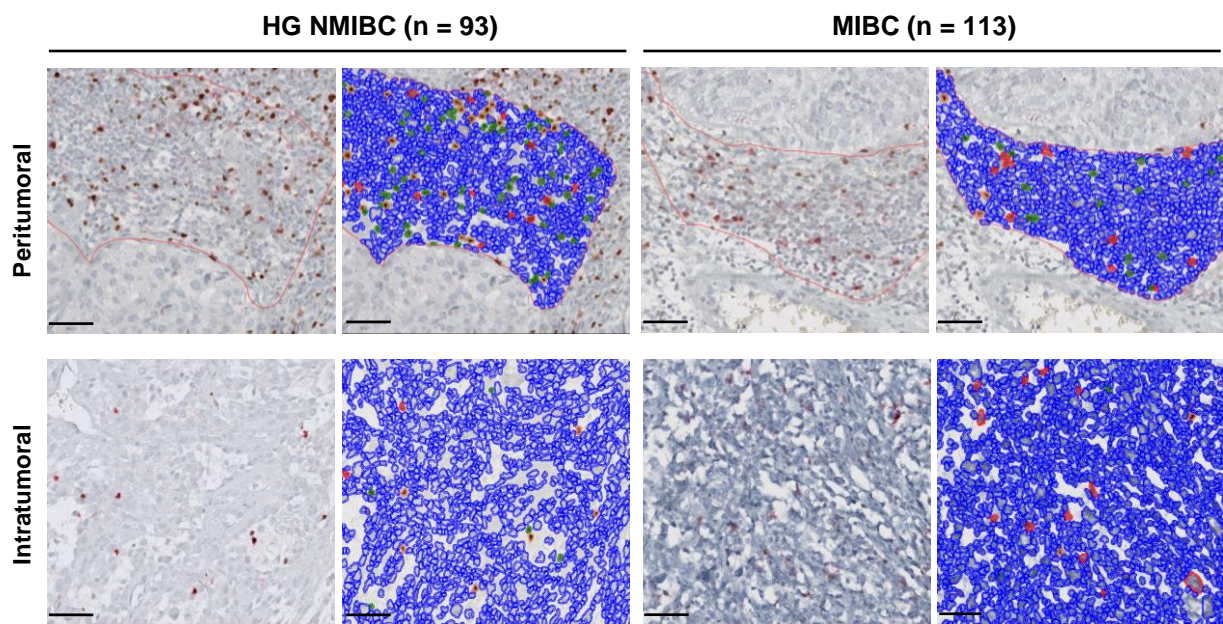 HG NMIBC (n = 93)
MIBC (n = 113)
Peritumoral
Intratumoral